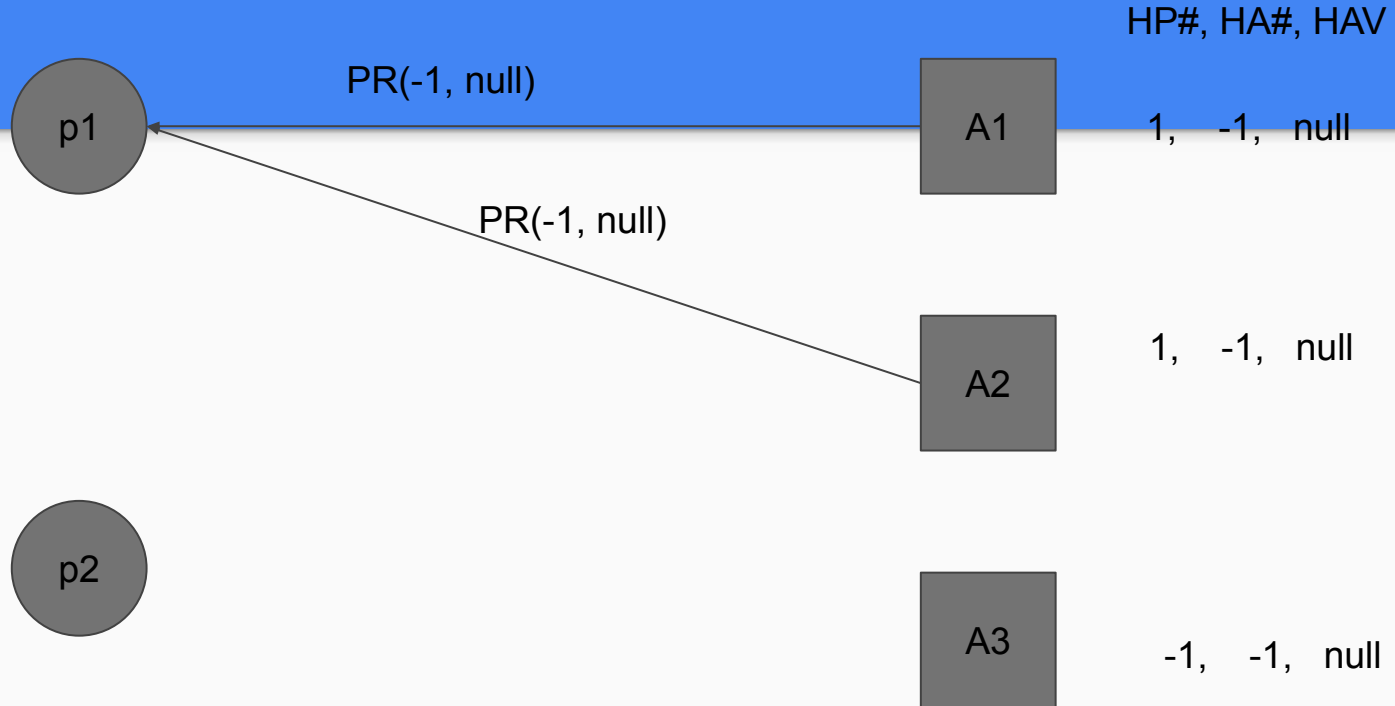 HP#, HA#, HAV
PR(-1, null)
p1
A1
1, -1, null
PR(-1, null)
1, -1, null
A2
p2
A3
-1, -1, null